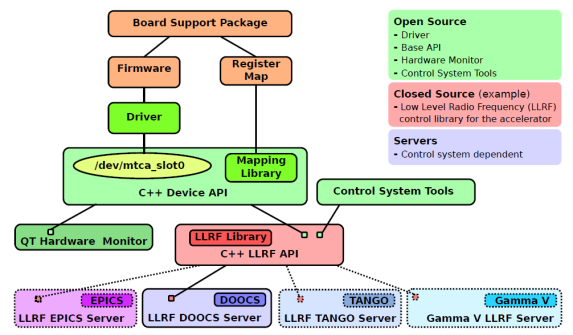 Board Support Package
Open Source
- Driver
- Base API
- Hardware Monitor
- Control System Tools
Firmware
Register
Map
Closed Source (example)
- Low Level Radio Frequency (LLRF)
control library for the accelerator
Driver
Servers
- Control system dependent
/dev/mtca_slot0
Mapping
Library
C++ Device API
Control System Tools
QT Hardware Monitor
LLRF Library
C++ LLRF API
EPICS
LLRF EPICS Server
DOOCS
LLRF DOOCS Server
TANGO
LLRF TANGO Server
Gamma V
Gamma V LLRF Server